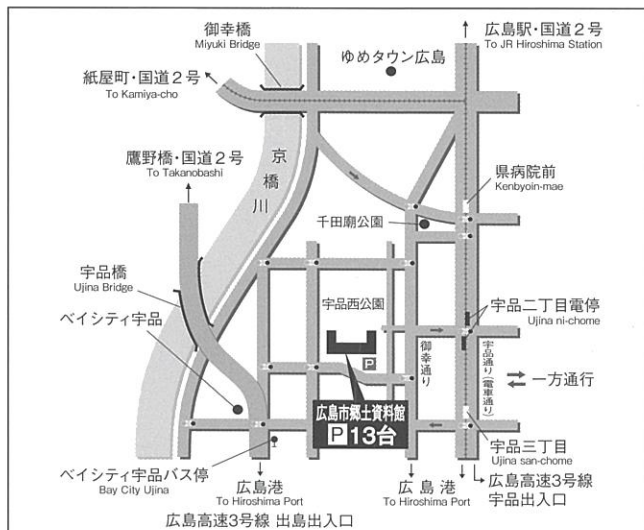 御幸橋
Miyuki Bridge
広島駅・国道2号
To JR Hiroshima Station
ゆめタウン広島
紙屋町・国道2号
To Kamiya-cho
京橋川
鷹野橋・国道2号
To Takanobashi
県病院前
Kenbyoin-mae
千田廟公園
宇品橋
Ujina Bridge
宇品西公園
宇品二丁目電停
Ujina ni-chome
ベイシティ宇品
P
御幸通り
宇品通り(電車通り)
一方通行
広島市郷土資料館
P 13台
宇品三丁目
Ujina san-chome
ベイシティ宇品バス停
Bay City Ujina
広島港
To Hiroshima Port
広島港
To Hiroshima Port
広島高速3号線
宇品出入口
広島高速3号線 出島出入口